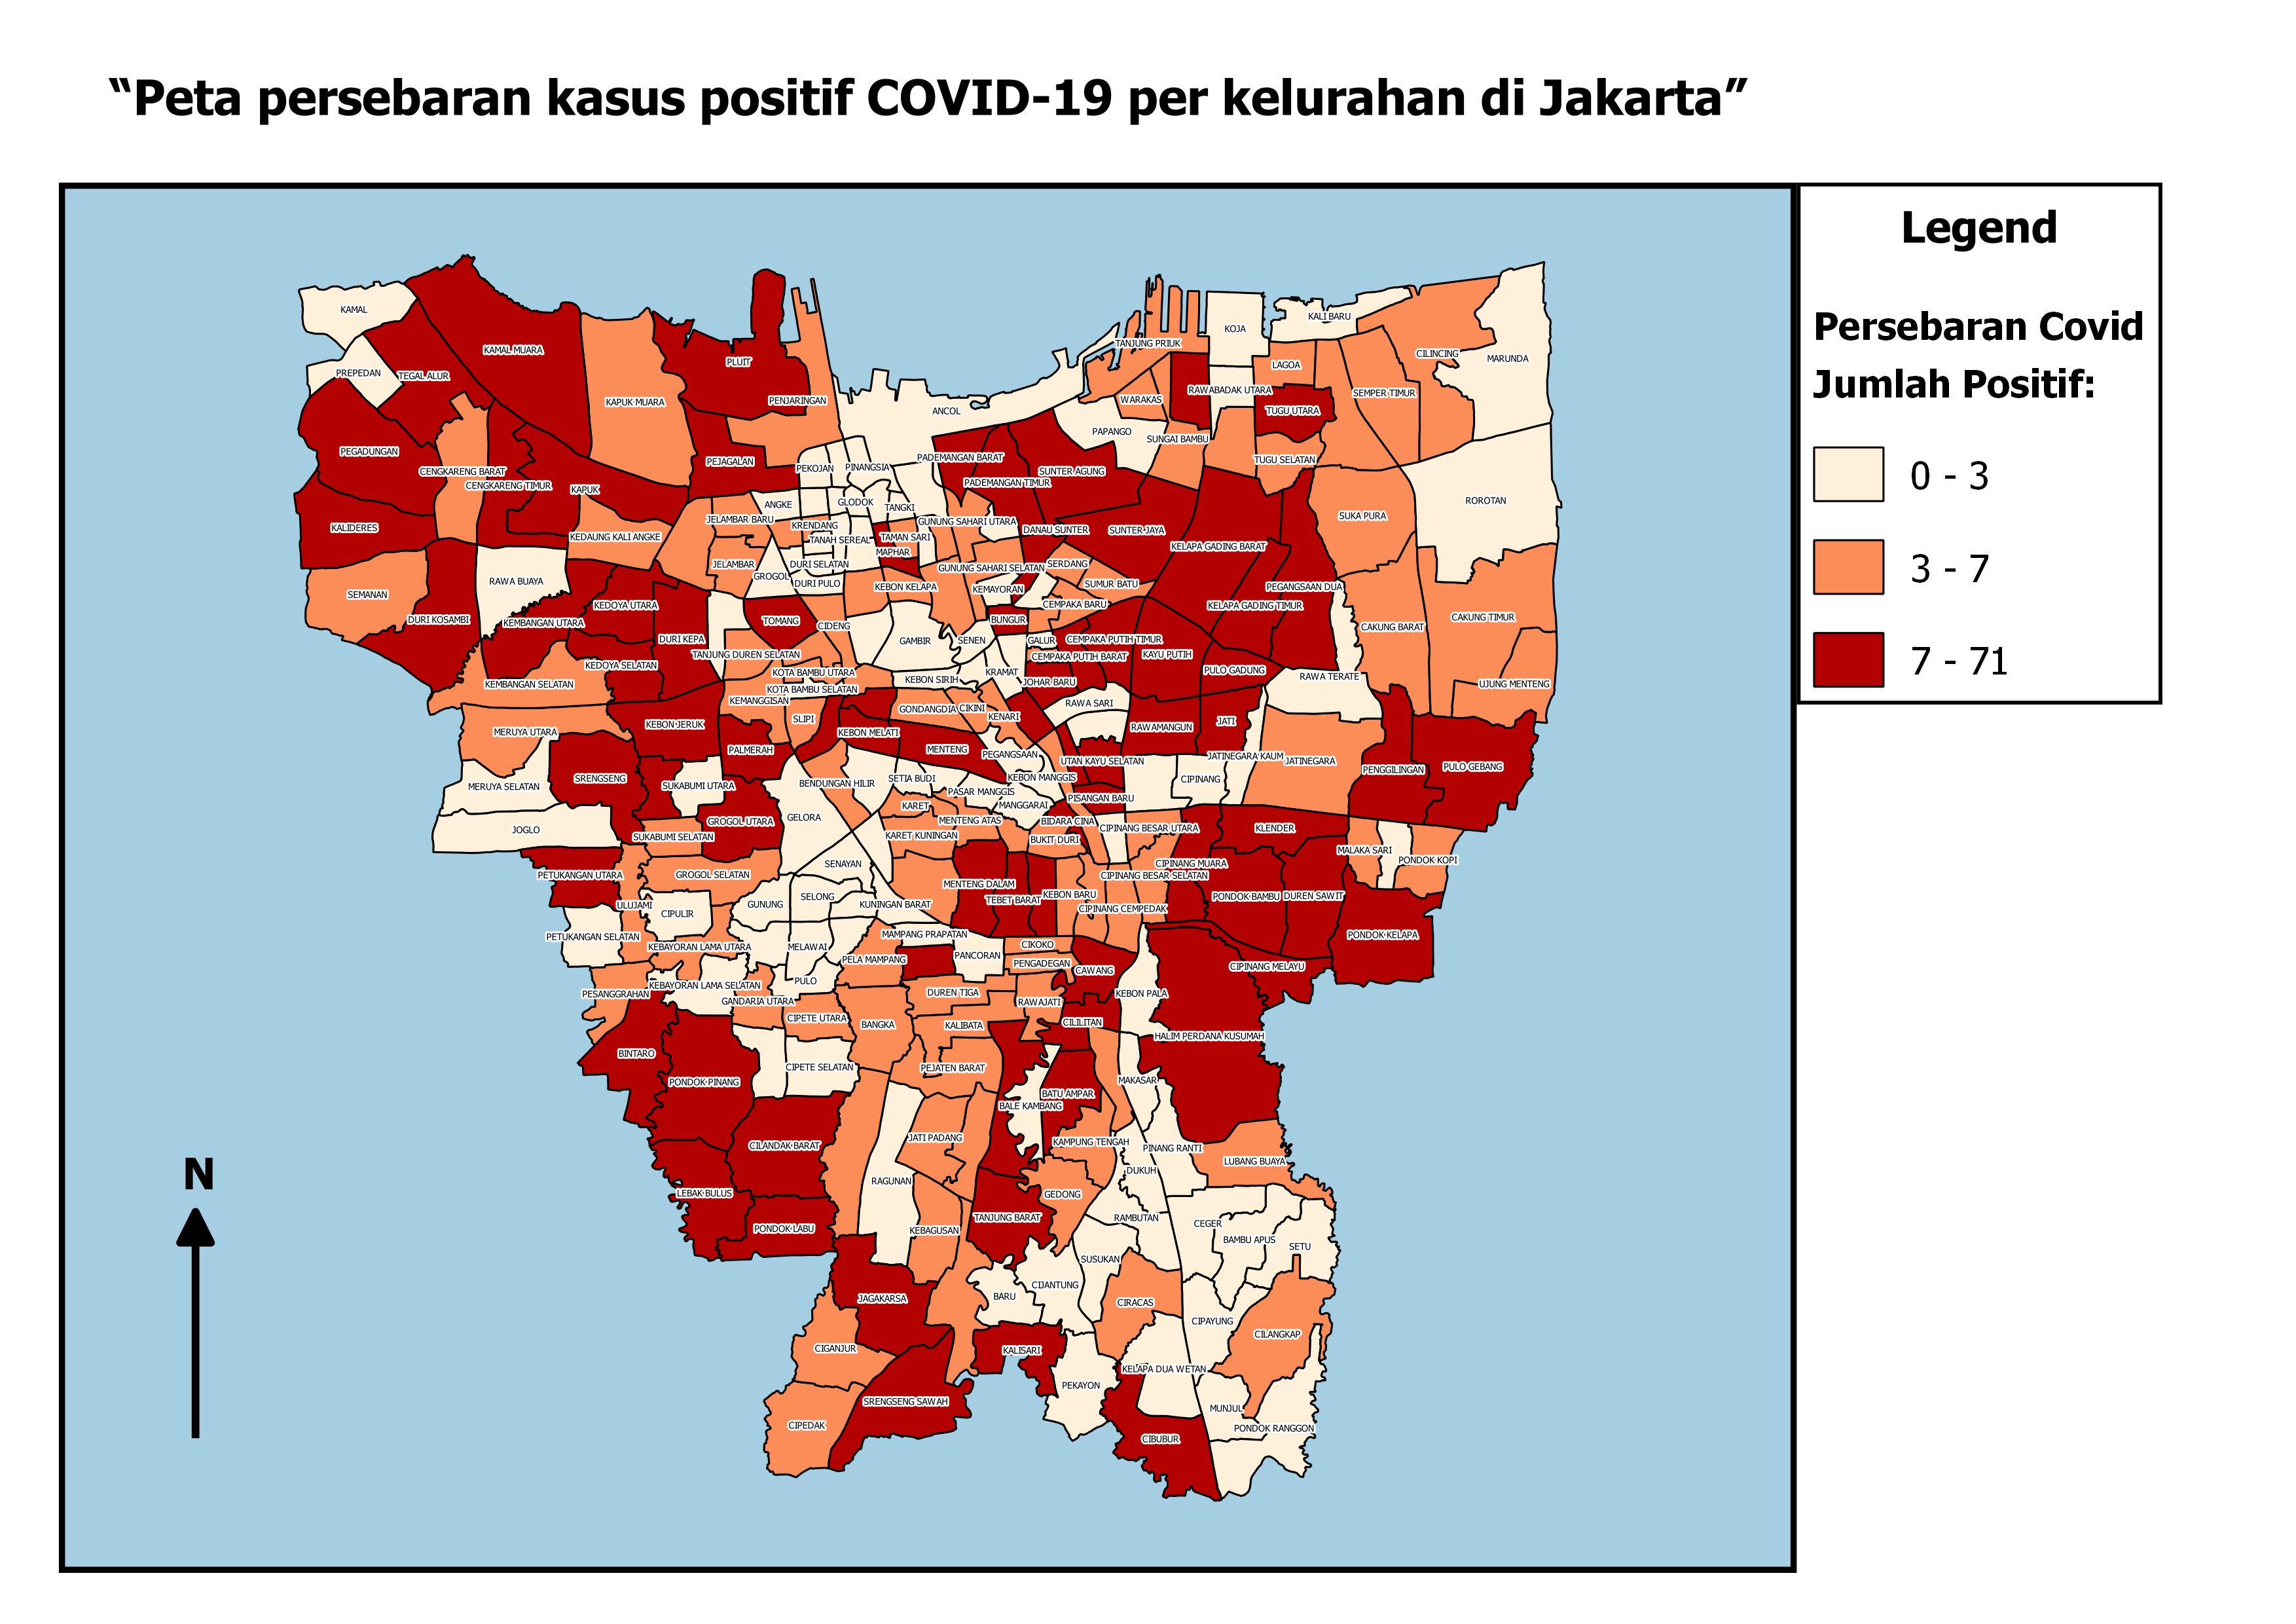 “Peta persebaran kasus positif COVID-19 per kelurahan di Jakarta”
Legend
Persebaran Covid
Jumlah Positif:
0 - 3
3 - 7
7 - 71
N
KAMAL
KAMAL MUARA
PREPEDAN
TEGAL ALUR
KAPUK MUARA
PLUIT
PENJARINGAN
ANCOL
TANJUNG PRIUK
KOJA
KALI BARU
CILINCING
MARUNDA
LAGOA
RAWABADAK UTARA
SEMPER TIMUR
WARAKAS
TUGU UTARA
PAPANGO
SUNGAI BAMBU
TUGU SELATAN
PEGADUNGAN
CENGKARENG BARAT
CENGKARENG TIMUR
KAPUK
PEJAGALAN
PEKOJAN
PINANGSIA
PADEMANGAN BARAT
PADEMANGAN TIMUR
SUNTER AGUNG
ROROTAN
SUKA PURA
KALIDERES
KEDAUNG KALI ANGKE
JELAMBAR BARU
ANGKE
GLODOK
TANGKI
KRENDANG
TANAH SEREAL
TAMAN SARI
MAPHAR
GUNUNG SAHARI UTARA
DANAU SUNTER
SUNTER JAYA
KELAPA GADING BARAT
SEMANAN
RAWA BUAYA
JELAMBAR
GROGOL
DURI SELATAN
DURI PULO
KEBON KELAPA
GUNUNG SAHARI SELATAN
SERDANG
KEMAYORAN
SUMUR BATU
PEGANGSAAN DUA
CEMPAKA BARU
KELAPA GADING TIMUR
DURI KOSAMBI
KEMBANGAN UTARA
KEDOYA UTARA
DURI KEPA
TOMANG
CIDENG
GAMBIR
SENEN
BUNGUR
GALUR
CEMPAKA PUTIH TIMUR
CEMPAKA PUTIH BARAT
KAYU PUTIH
CAKUNG BARAT
CAKUNG TIMUR
KEMBANGAN SELATAN
KEDOYA SELATAN
TANJUNG DUREN SELATAN
KOTA BAMBU UTARA
KOTA BAMBU SELATAN
KEBON SIRIH
KRAMAT
JOHAR BARU
PULO GADUNG
RAWA TERATE
UJUNG MENTENG
KEMANGGISAN
SLIPI
GONDANGDIA
CIKINI
KENARI
RAWA SARI
MERUYA UTARA
KEBON JERUK
PALMERAH
KEBON MELATI
MENTENG
PEGANGSAAN
RAWAMANGUN
JATI
UTAN KAYU SELATAN
JATINEGARA KAUM
JATINEGARA
PENGGILINGAN
PULO GEBANG
MERUYA SELATAN
SRENGSENG
SUKABUMI UTARA
BENDUNGAN HILIR
SETIA BUDI
PASAR MANGGIS
KEBON MANGGIS
MANGGARAI
PISANGAN BARU
CIPINANG
JOGLO
SUKABUMI SELATAN
GROGOL UTARA
GELORA
KARET
MENTENG ATAS
KARET KUNINGAN
BIDARA CINA
BUKIT DURI
CIPINANG BESAR UTARA
KLENDER
MALAKA SARI
PONDOK KOPI
PETUKANGAN UTARA
GROGOL SELATAN
SENAYAN
MENTENG DALAM
TEBET BARAT
KEBON BARU
CIPINANG MUARA
CIPINANG BESAR SELATAN
PONDOK BAMBU
DUREN SAWIT
ULUJAMI
CIPULIR
GUNUNG
SELONG
KUNINGAN BARAT
CIPINANG CEMPEDAK
PETUKANGAN SELATAN
KEBAYORAN LAMA UTARA
MELAWAI
MAMPANG PRAPATAN
CIKOKO
PONDOK KELAPA
PELA MAMPANG
PANCORAN
PENGADEGAN
CAWANG
CIPINANG MELAYU
PESANGGRAHAN
KEBAYORAN LAMA SELATAN
PULO
GANDARIA UTARA
DUREN TIGA
RAWAJATI
KEBON PALA
CIPETE UTARA
BANGKA
KALIBATA
CILILITAN
HALIM PERDANA KUSUMAH
BINTARO
PONDOK PINANG
CIPETE SELATAN
PEJATEN BARAT
MAKASAR
BATU AMPAR
BALE KAMBANG
CILANDAK BARAT
JATI PADANG
KAMPUNG TENGAH
PINANG RANTI
LUBANG BUAYA
DUKUH
LEBAK BULUS
RAGUNAN
GEDONG
PONDOK LABU
KEBAGUSAN
TANJUNG BARAT
RAMBUTAN
CEGER
BAMBU APUS
SETU
SUSUKAN
CIJANTUNG
JAGAKARSA
BARU
CIRACAS
CIPAYUNG
CILANGKAP
CIGANJUR
KALISARI
KELAPA DUA WETAN
PEKAYON
CIPEDAK
SRENGSENG SAWAH
MUNJUL
PONDOK RANGGON
CIBUBUR